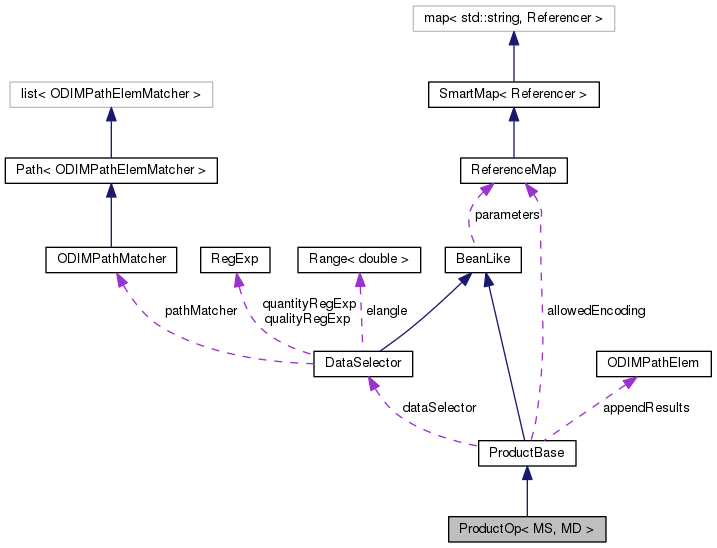 map< std::string, Referencer >
list< ODIMPathElemMatcher >
SmartMap< Referencer >
Path< ODIMPathElemMatcher >
ReferenceMap
parameters
ODIMPathMatcher
RegExp
Range< double >
BeanLike
pathMatcher
quantityRegExp
qualityRegExp
elangle
allowedEncoding
DataSelector
ODIMPathElem
dataSelector
appendResults
ProductBase
ProductOp< MS, MD >